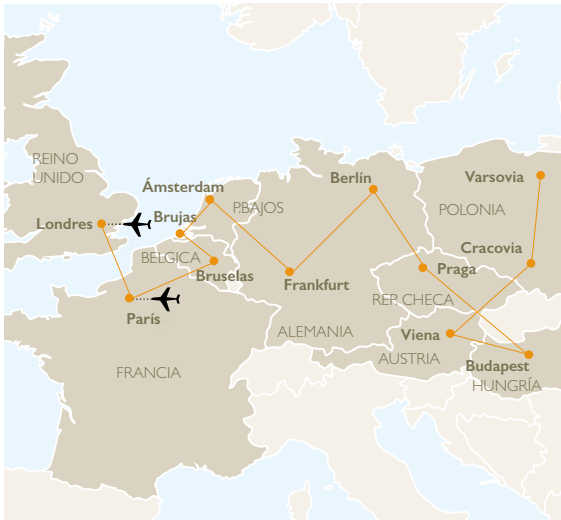 REINO
UNIDO
Ámsterdam
Berlín
Varsovia
P.BAJOS
POLONIA
Londres
Brujas
Cracovia
BELGICA
Bruselas
Frankfurt
Praga
REP. CHECA
París
ALEMANIA
Viena
AUSTRIA
Budapest
HUNGRÍA
FRANCIA